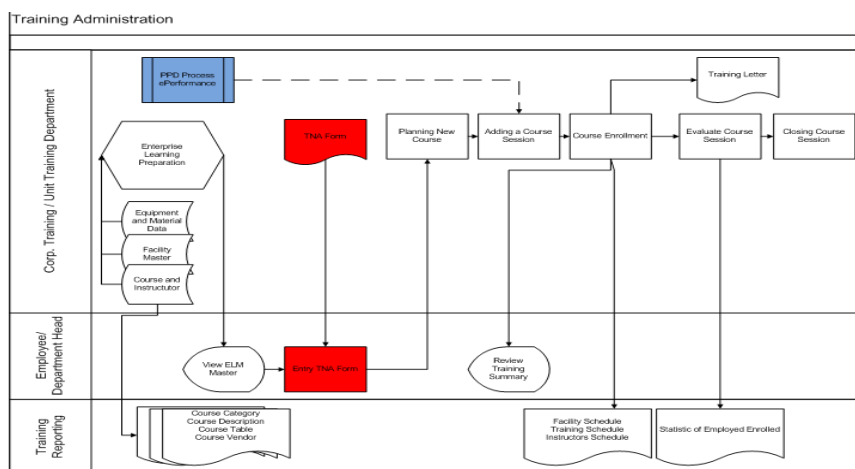 Training Administration
Corp. Training / Unit Training Department
PPD Process
ePerformance
Training Letter
TNA Form
Planning New
Course
Adding a Course
Session
Course Enrollment
Evaluate Course
Session
Closing Course
Session
Enterprise
Learning
Preparation
Equipment
and Material
Data
Facility
Master
Course and
Instructutor
Employee/
Department Head
View ELM
Master
Entry TNA Form
Review
Training
Summary
Training
Reporting
Course Category
Course Description
Course Table
Course Vendor
Facility Schedule
Training Schedule
Instructors Schedule
Statistic of Employed Enrolled